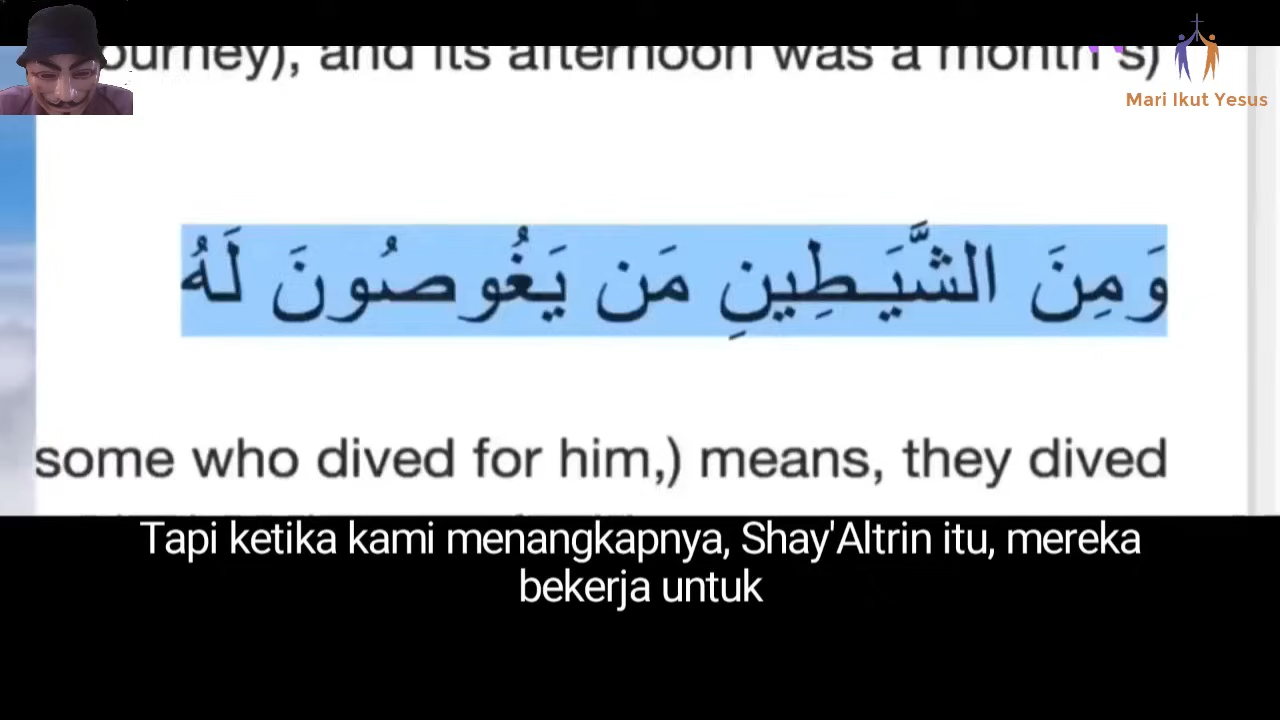 ourney), and its afternoon was a month's)
Mari Ikut Yesus
وَمِنَ الشَّيَـطِينِ مَن يَغُوصُونَ لَهُ
some who dived for him,) means, they dived
Tapi ketika kami menangkapnya, Shay'Altrin itu, mereka
bekerja untuk